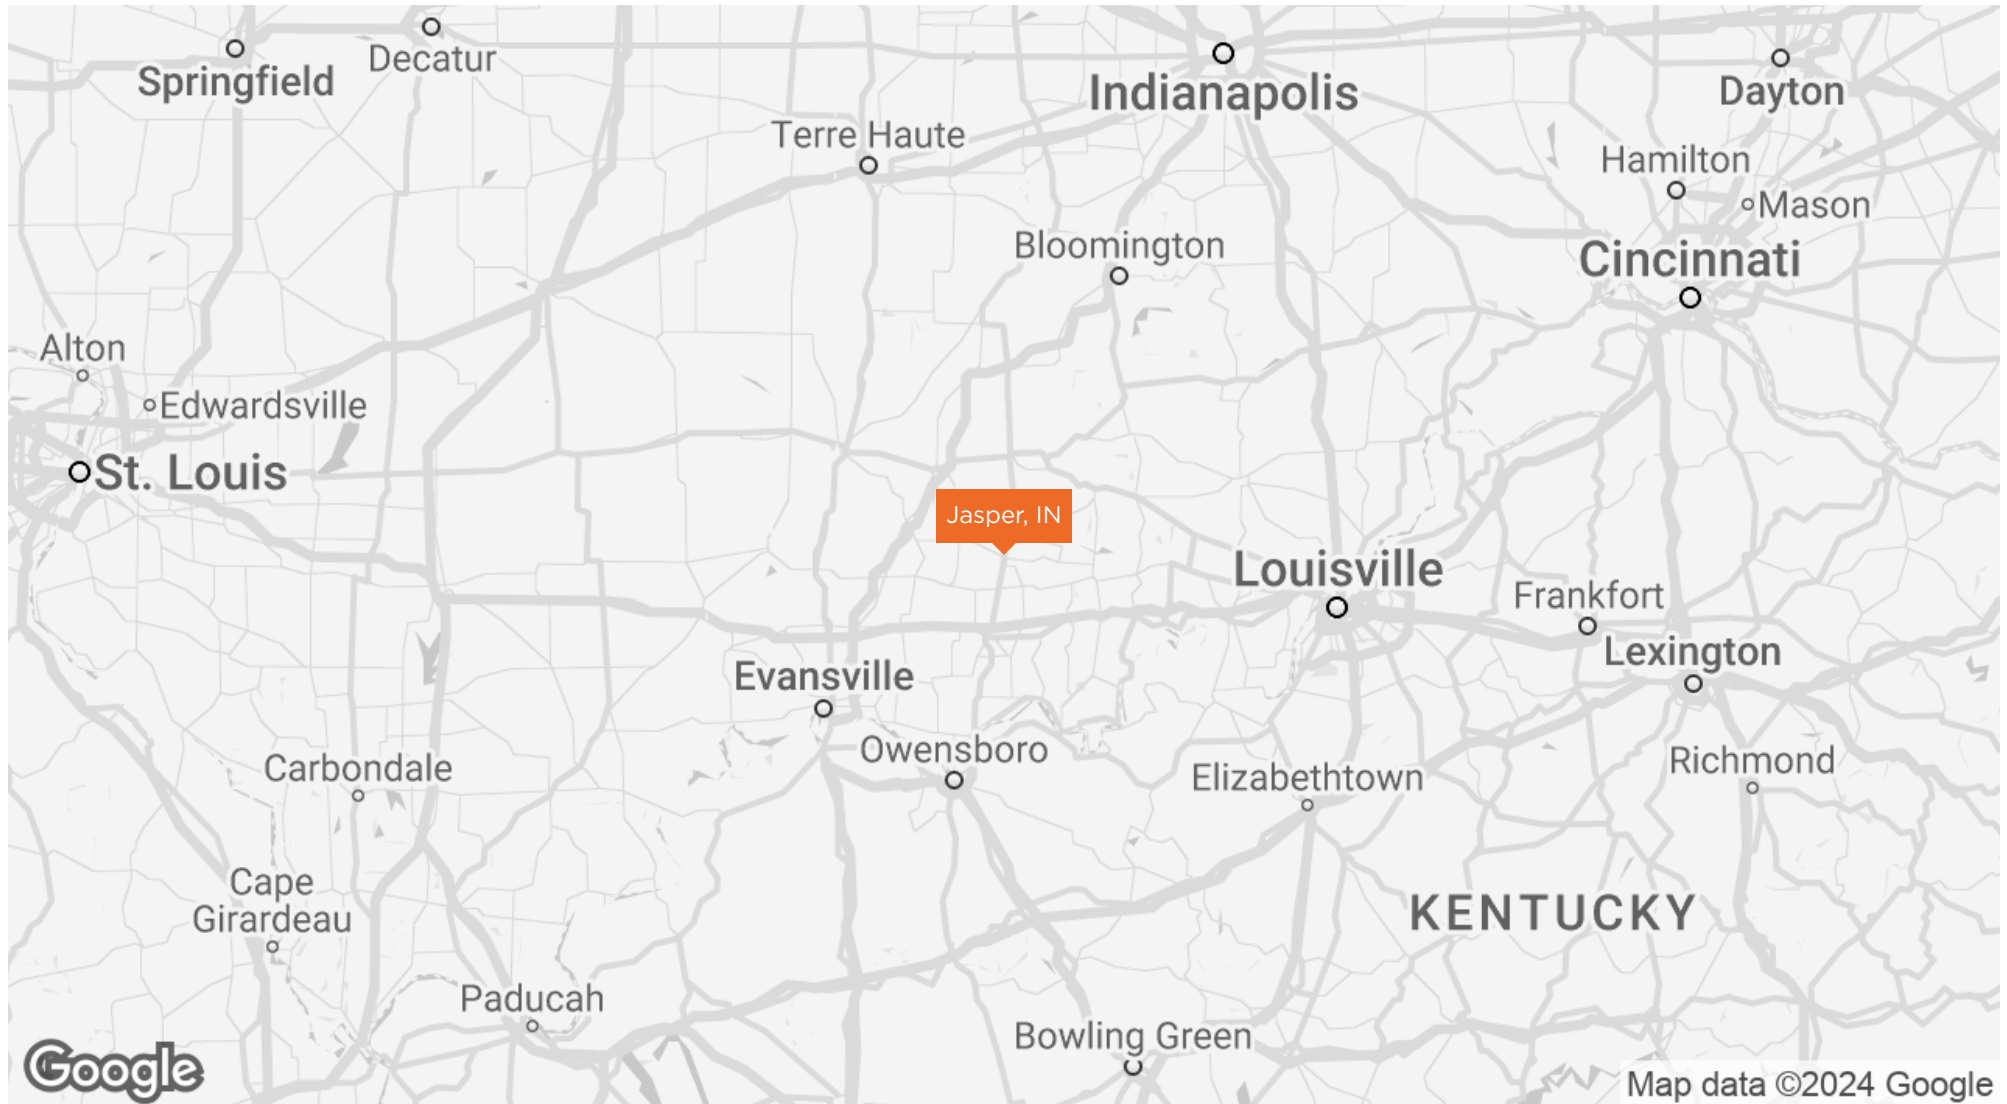 Springfield
Decatur
Indianapolis
Dayton
Terre Haute
Hamilton
Mason
Bloomington
Cincinnati
Alton
Edwardsville
St. Louis
Jasper, IN
Louisville
Frankfort
Lexington
Evansville
Owensboro
Carbondale
Elizabethtown
Richmond
Cape
Girardeau
KENTUCKY
Paducah
Bowling Green
Google
Map data ©2024 Google